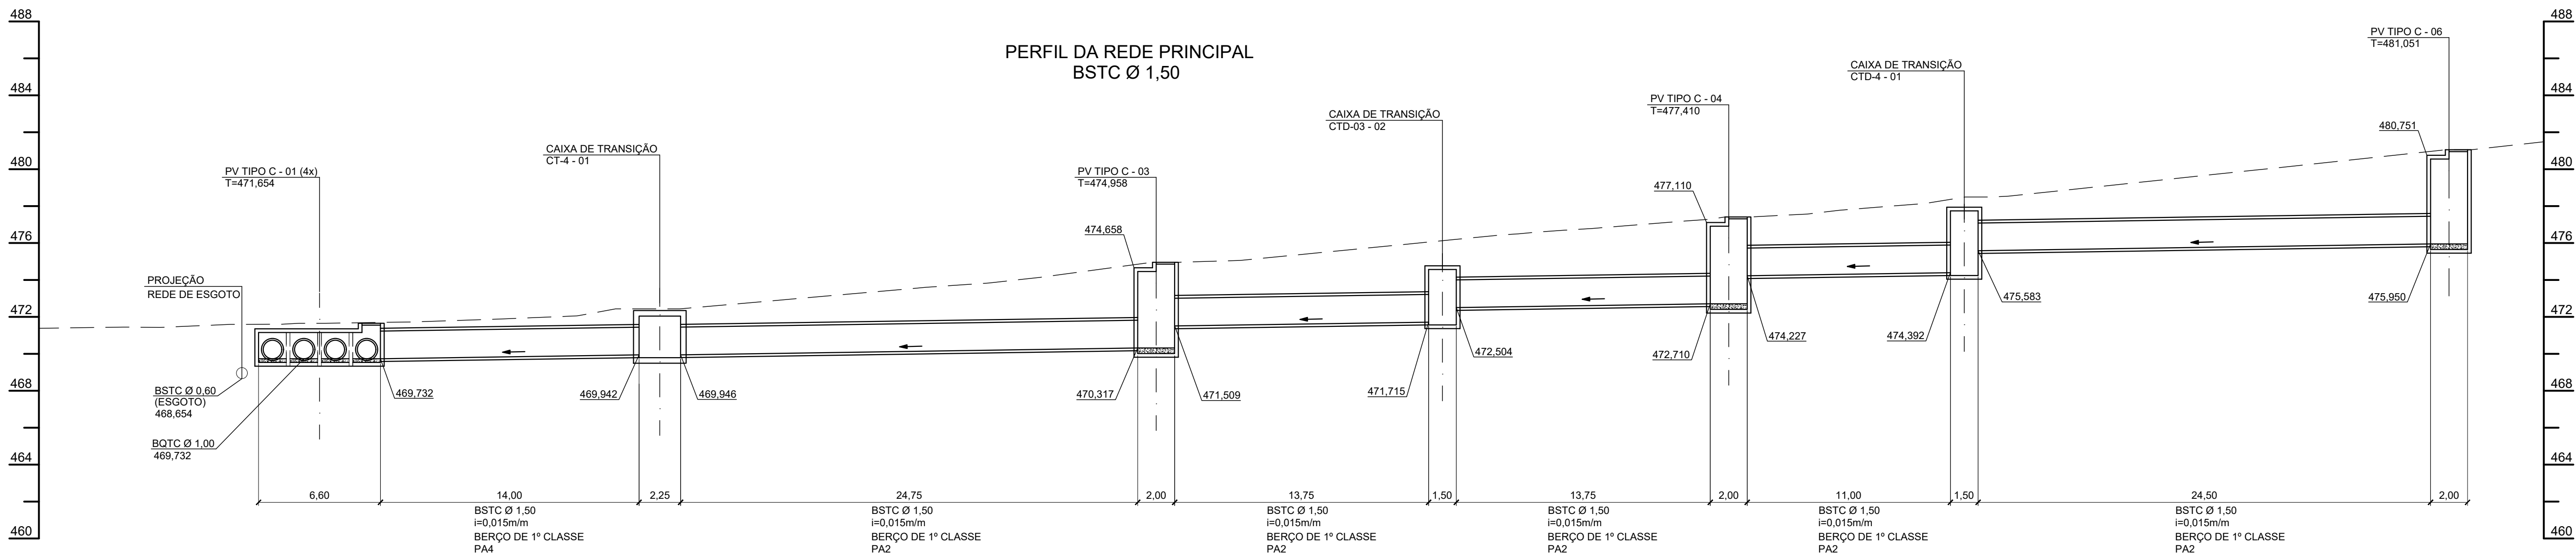 PERFIL DA REDE PRINCIPAL
BSTC Ø 1,50
488
484
480
476
472
468
464
460
PV TIPO C - 01 (4x)
T=471,654
PROJEÇÃO
REDE DE ESGOTO
BSTC Ø 0,60
(ESGOTO)
468,654
BQTC Ø 1,00
469,732
469,732
CAIXA DE TRANSIÇÃO
CT-4 - 01
469,942
469,946
PV TIPO C - 03
T=474,958
474,658
470,317
471,509
CAIXA DE TRANSIÇÃO
CTD-03 - 02
471,715
472,504
PV TIPO C - 04
T=477,410
477,110
472,710
474,227
CAIXA DE TRANSIÇÃO
CTD-4 - 01
474,392
475,583
PV TIPO C - 06
T=481,051
480,751
475,950
488
484
480
476
472
468
464
460
6,60
14,00
2,25
24,75
2,00
13,75
1,50
13,75
2,00
11,00
1,50
24,50
2,00
BSTC Ø 1,50
i=0,015m/m
BERÇO DE 1º CLASSE
PA4
BSTC Ø 1,50
i=0,015m/m
BERÇO DE 1º CLASSE
PA2
BSTC Ø 1,50
i=0,015m/m
BERÇO DE 1º CLASSE
PA2
BSTC Ø 1,50
i=0,015m/m
BERÇO DE 1º CLASSE
PA2
BSTC Ø 1,50
i=0,015m/m
BERÇO DE 1º CLASSE
PA2
BSTC Ø 1,50
i=0,015m/m
BERÇO DE 1º CLASSE
PA2